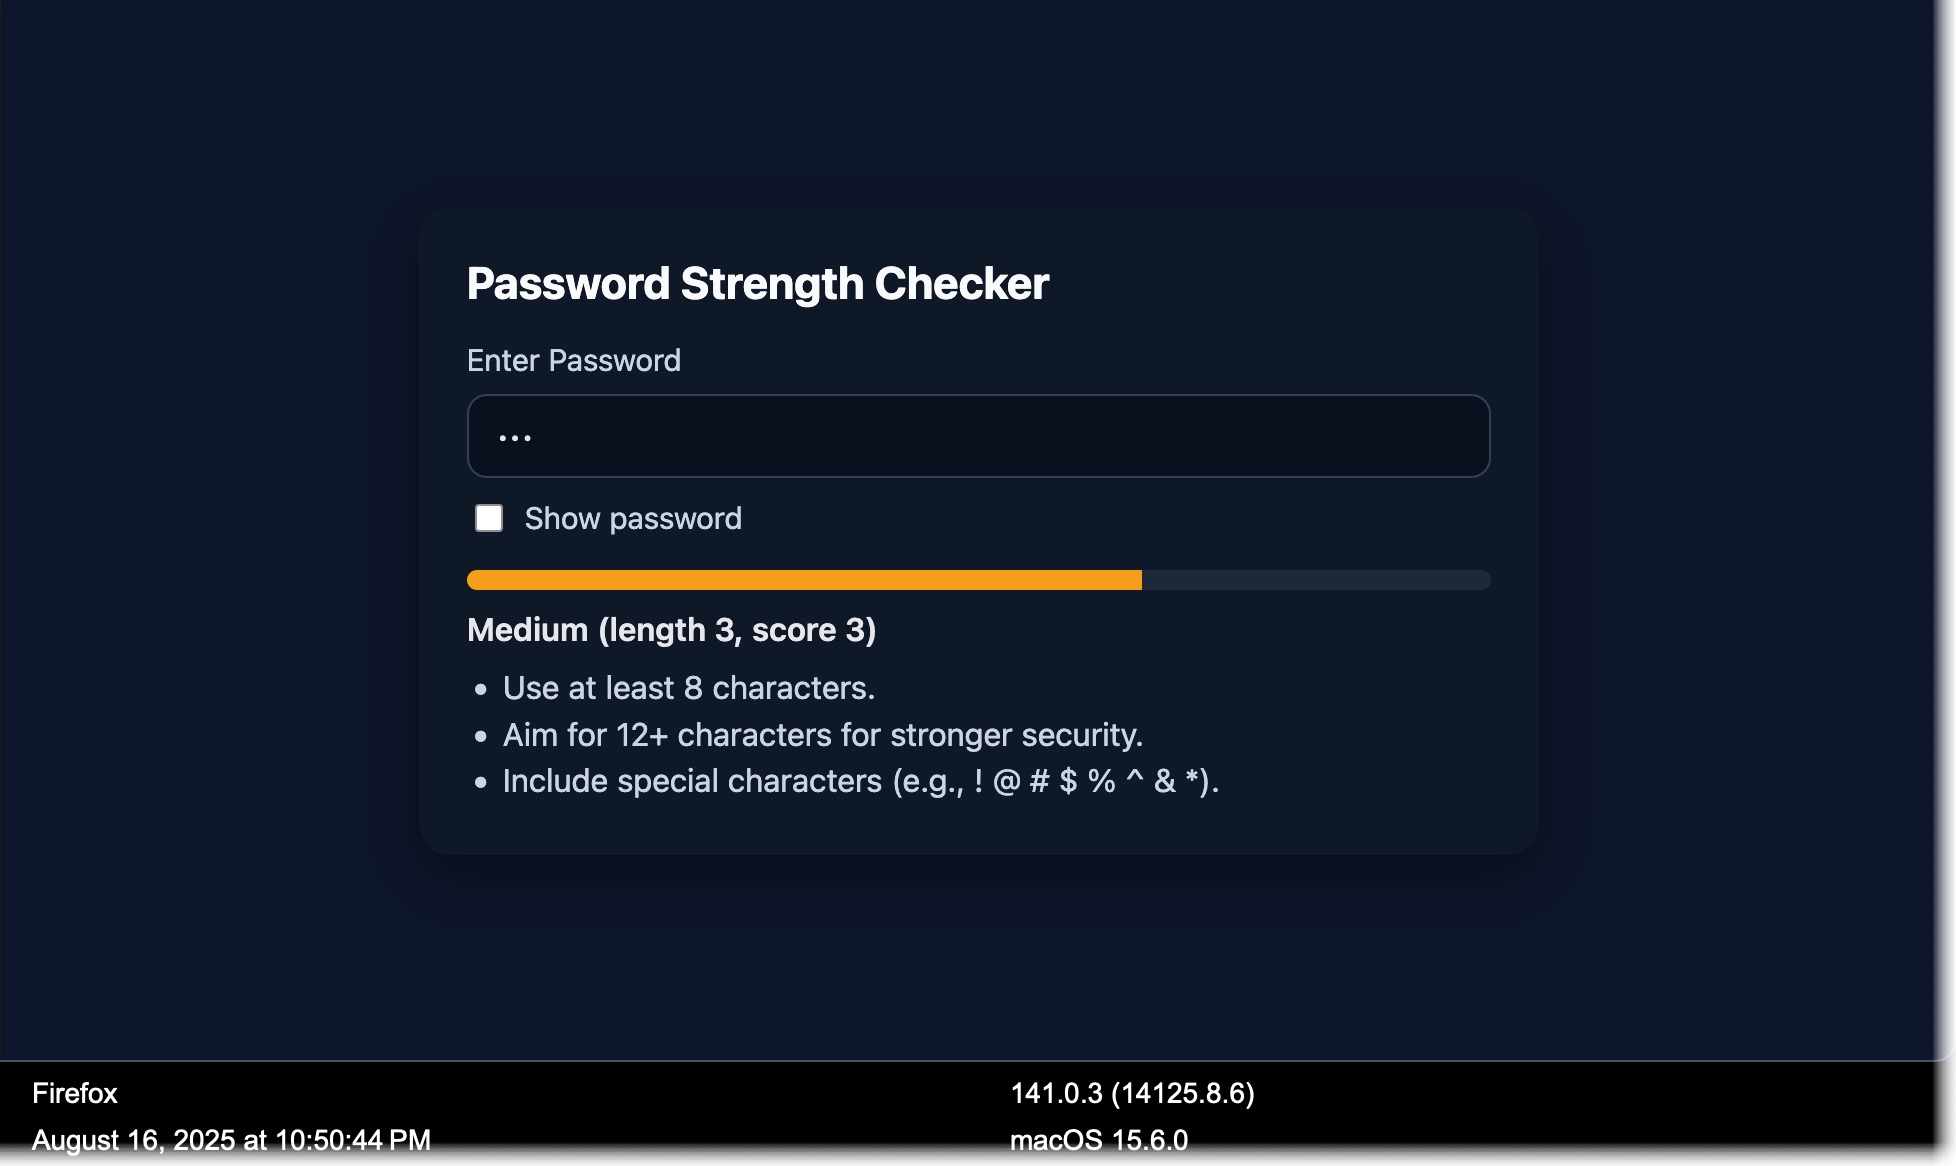 Password Strength Checker
Enter Password
•••
Show password
Medium (length 3, score 3)
• Use at least 8 characters.
• Aim for 12+ characters for stronger security.
• Include special characters (e.g., ! @ # $ % ^ & *).
Firefox 141.0.3 (14125.8.6)
August 16, 2025 at 10:50:44 PM macOS 15.6.0